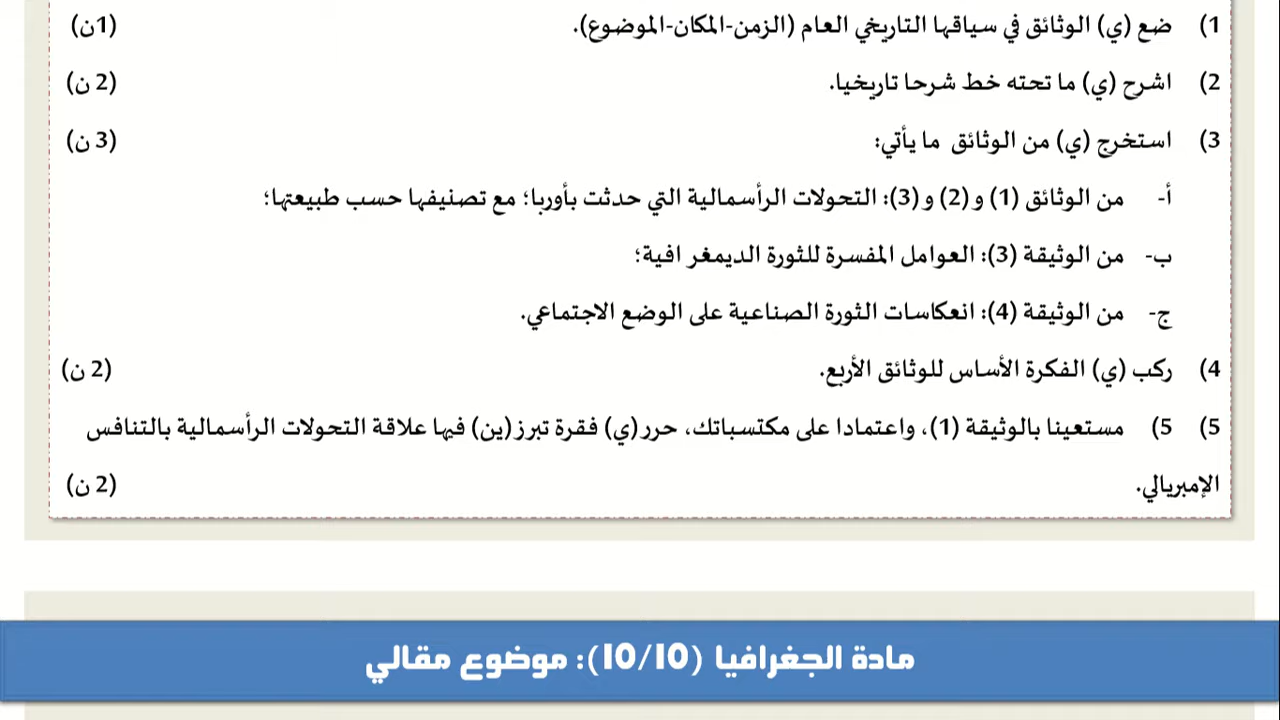 1) ضع (ي) الوثائق في سياقها التاريخي العام (الزمن-المكان-الموضوع). (1ن)
2) اشرح (ي) ما تحته خط شرحا تاريخيا. (2 ن)
3) استخرج (ي) من الوثائق ما يأتي: (3 ن)
أ- من الوثائق (1) و(2) و(3): التحولات الرأسمالية التي حدثت بأوربا؛ مع تصنيفها حسب طبيعتها؛
ب- من الوثيقة (3): العوامل المفسرة للثورة الديمغرافية؛
ج- من الوثيقة (4): انعكاسات الثورة الصناعية على الوضع الاجتماعي.
4) ركب (ي) الفكرة الأساس للوثائق الأربع. (2 ن)
5) 5) مستعينا بالوثيقة (1)، واعتمادا على مكتسباتك، حرر(ي) فقرة تبرز(ين) فيها علاقة التحولات الرأسمالية بالتنافس
الإمبريالي. (2 ن)
مادة الجغرافيا (10/10): موضوع مقالي